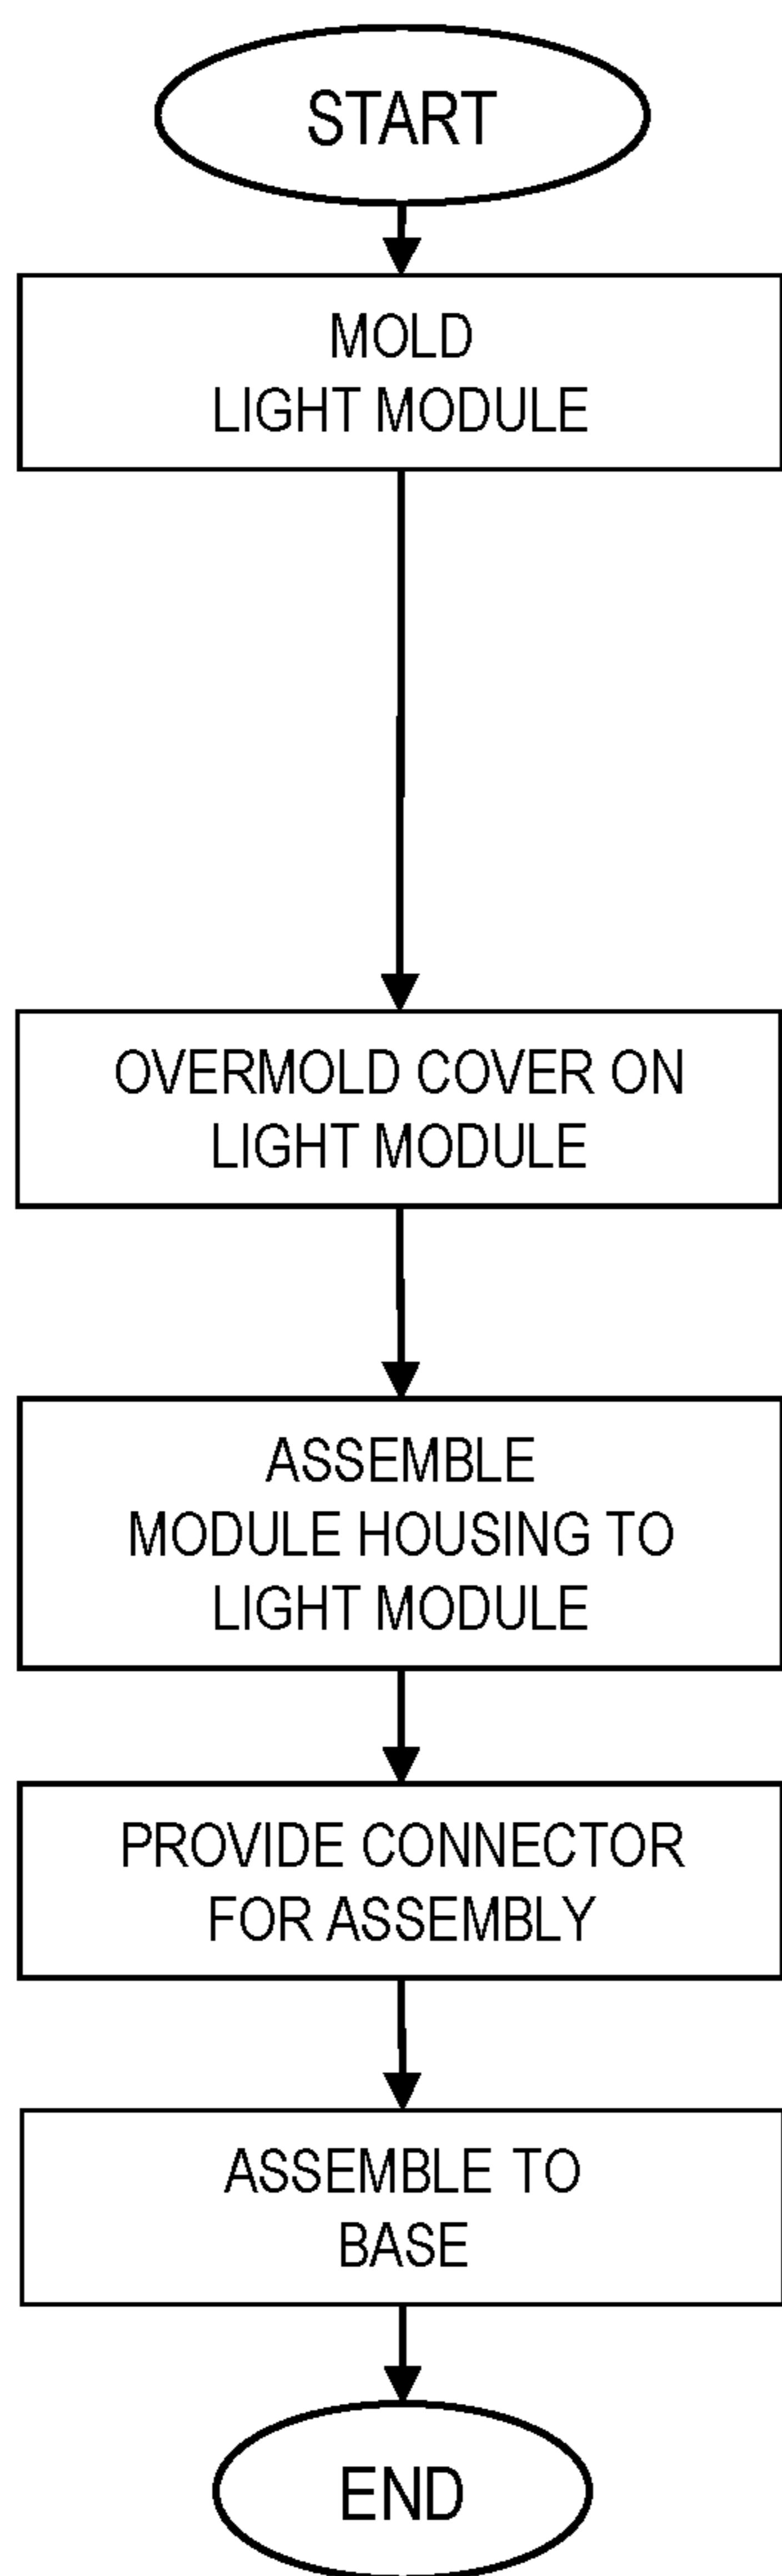 START
MOLD
LIGHT MODULE
OVERMOLD COVER ON
LIGHT MODULE
ASSEMBLE
MODULE HOUSING TO
LIGHT MODULE
PROVIDE CONNECTOR
FOR ASSEMBLY
ASSEMBLE TO
BASE
END